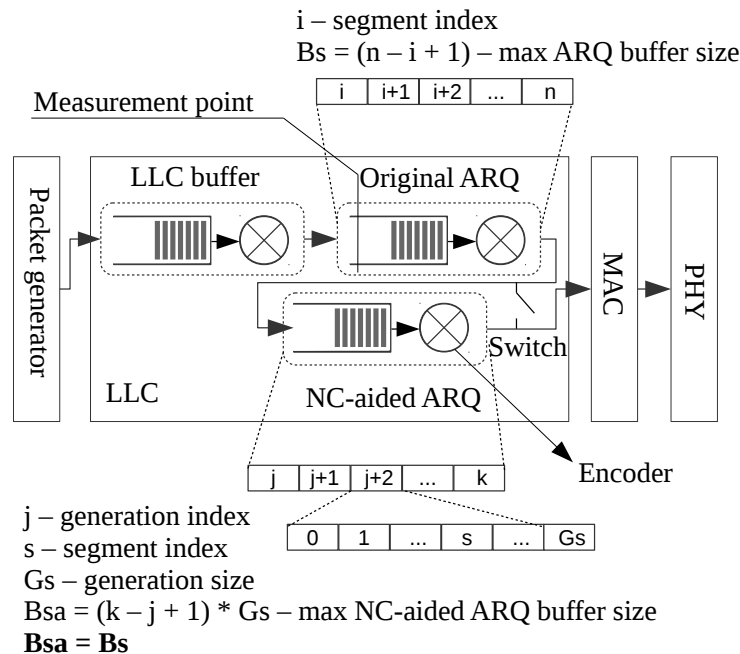 i – segment index
Bs = (n – i + 1) – max ARQ buffer size
i i+1 i+2 ... n
Measurement point
LLC buffer
Original ARQ
Packet generator
MAC
PHY
Switch
LLC
NC-aided ARQ
Encoder
j j+1 j+2 ... k
0 1 ... s ... Gs
j – generation index
s – segment index
Gs – generation size
Bsa = (k – j + 1) * Gs – max NC-aided ARQ buffer size
Bsa = Bs